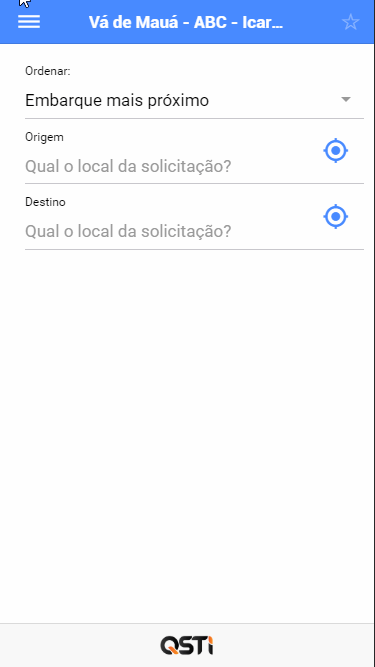 Vá de Mauá - ABC - Icar...
Ordenar:
Embarque mais próximo
Origem
Qual o local da solicitação?
Destino
Qual o local da solicitação?
QSTi